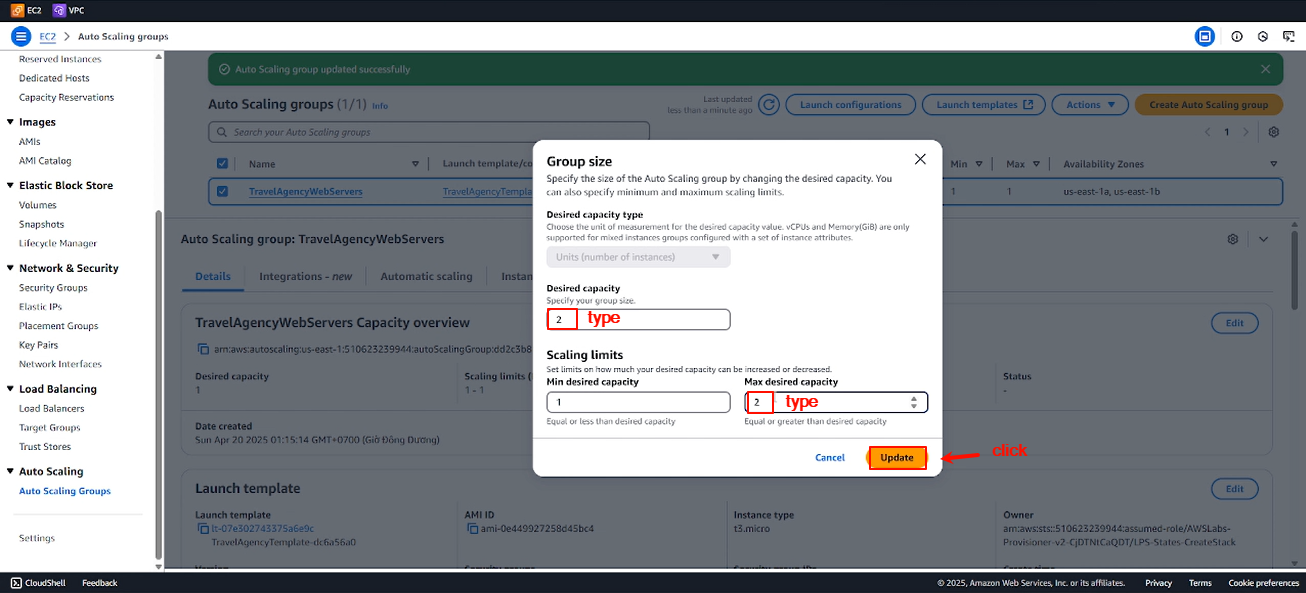 EC2 VPC
EC2 > Auto Scaling groups
Reserved Instances
Dedicated Hosts
Capacity Reservations
Images
AMIs
AMI Catalog
Elastic Block Store
Volumes
Snapshots
Lifecycle Manager
Network & Security
Security Groups
Elastic IPs
Placement Groups
Key Pairs
Network Interfaces
Load Balancing
Load Balancers
Target Groups
Trust Stores
Auto Scaling
Auto Scaling Groups
Settings
Auto Scaling group updated successfully
Auto Scaling groups (1/1) Info
Last updated
less than a minute ago
Launch configurations
Launch templates
Actions
Create Auto Scaling group
Search your Auto Scaling groups
1
Name Launch template/co Min Max Availability Zones
TravelAgencyWebServers TravelAgencyTempla 1 1 us-east-1a, us-east-1b
Auto Scaling group: TravelAgencyWebServers
Details Integrations - new Automatic scaling Instan
TravelAgencyWebServers Capacity overview
Edit
arn:aws:autoscaling:us-east-1:510623239944:autoScalingGroup:dd2c3b8
Desired capacity
1
Scaling limits (
1 - 1
Status
-
Date created
Sun Apr 20 2025 01:15:14 GMT+0700 (Giờ Đông Dương)
Launch template
Edit
Launch template
lt-07e302743375a6e9c
TravelAgencyTemplate-dc6a56a0
AMI ID
ami-0e449927258d45bc4
Instance type
t3.micro
Owner
arn:aws:sts::510623239944:assumed-role/AWSLabs-
Provisioner-v2-CjDTNtCaQDT/LPS-States-CreateStack
Group size
Specify the size of the Auto Scaling group by changing the desired capacity. You
can also specify minimum and maximum scaling limits.
Desired capacity type
Choose the unit of measurement for the desired capacity value. vCPUs and Memory(GiB) are only
supported for mixed instances groups configured with a set of instance attributes.
Units (number of instances)
Desired capacity
Specify your group size.
2 type
Scaling limits
Set limits on how much your desired capacity can be increased or decreased.
Min desired capacity
1
Equal or less than desired capacity
Max desired capacity
2 type
Equal or greater than desired capacity
Cancel
Update
click
CloudShell Feedback
© 2025, Amazon Web Services, Inc. or its affiliates. Privacy Terms Cookie preferences